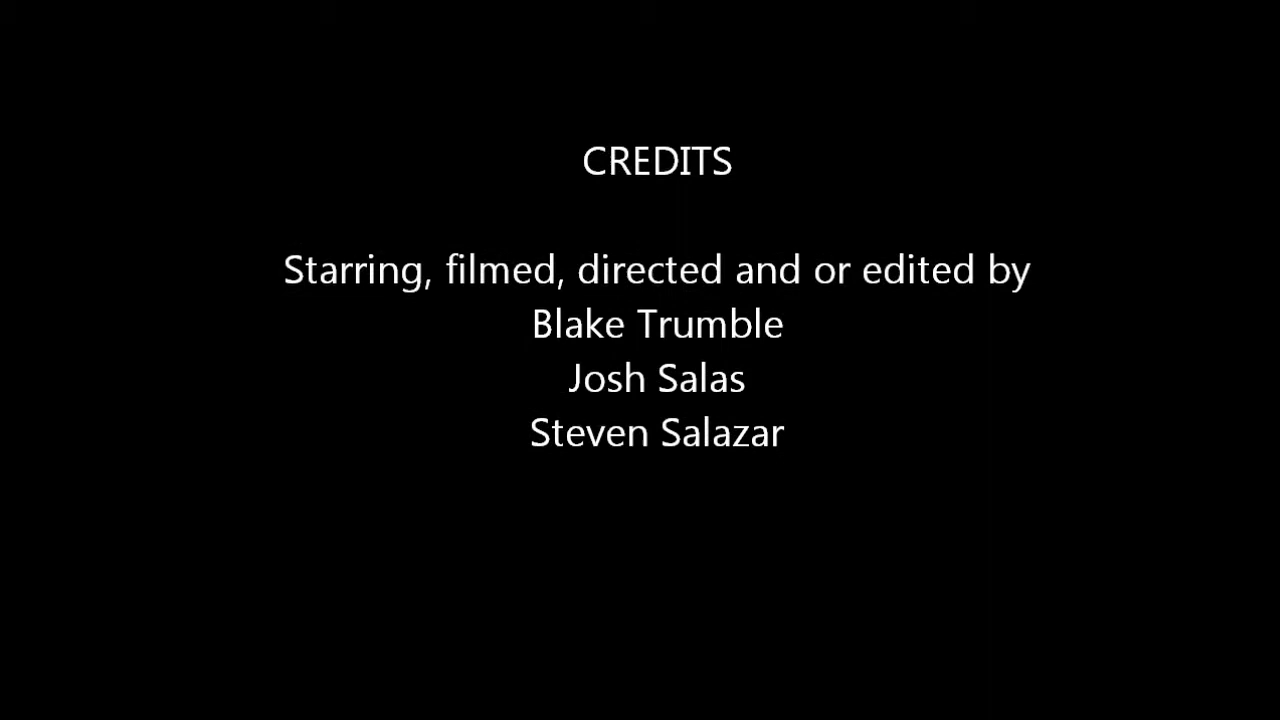 CREDITS
Starring, filmed, directed and or edited by
Blake Trumble
Josh Salas
Steven Salazar